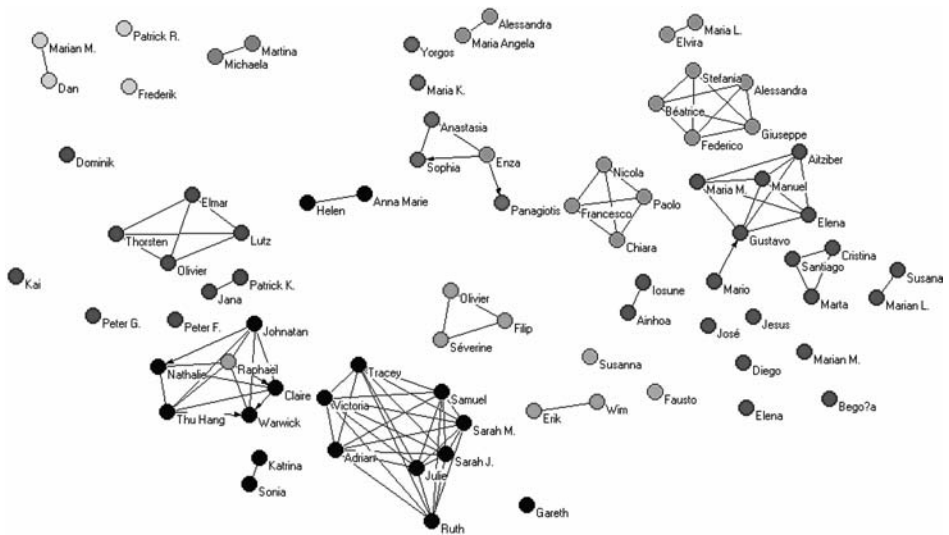 Alessandra
Maria L.
Marian M.
Patrick R.
Martina
Maria Angela
Elvira
Michaela
Yorgos
Stefania
Dan
Frederik
Maria K.
Alessandra
Béatrice
Anastasia
Giuseppe
Federico
Dominik
Sophia
Enza
Aitziber
Nicola
Maria M.
Manuel
Elmar
Helen
Anna Marie
Panagiotis
Francesco
Paolo
Elena
Thorsten
Lutz
Chiara
Gustavo
Olivier
Cristina
Santiago
Kai
Patrick K.
Iosune
Mario
Susana
Jana
Marta
Marian L.
Olivier
Ainhoa
Peter G.
Peter F.
Filip
José
Jesus
Johnatan
Séverine
Nathalie
Raphaël
Tracey
Susanna
Diego
Marian M.
Claire
Samuel
Fausto
Victoria
Erik
Wim
Elena
Bego?a
Thu Hang
Warwick
Sarah M.
Adrian
Sarah J.
Katrina
Julie
Sonia
Gareth
Ruth